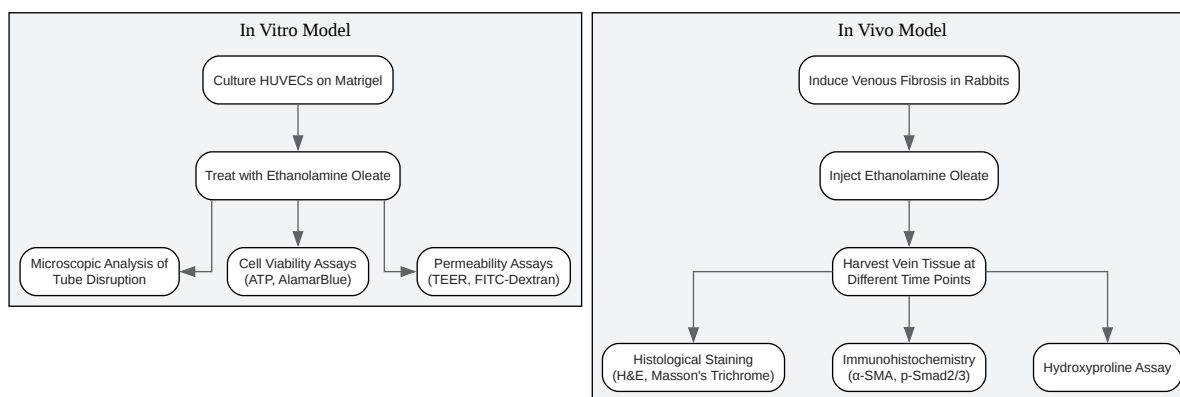 In Vitro Model
Culture HUVECs on Matrigel
Treat with Ethanolamine Oleate
Microscopic Analysis of
Tube Disruption
Cell Viability Assays
(ATP, AlamarBlue)
Permeability Assays
(TEER, FITC-Dextran)
In Vivo Model
Induce Venous Fibrosis in Rabbits
Inject Ethanolamine Oleate
Harvest Vein Tissue at
Different Time Points
Histological Staining
(H&E, Masson's Trichrome)
Immunohistochemistry
(α-SMA, p-Smad2/3)
Hydroxyproline Assay